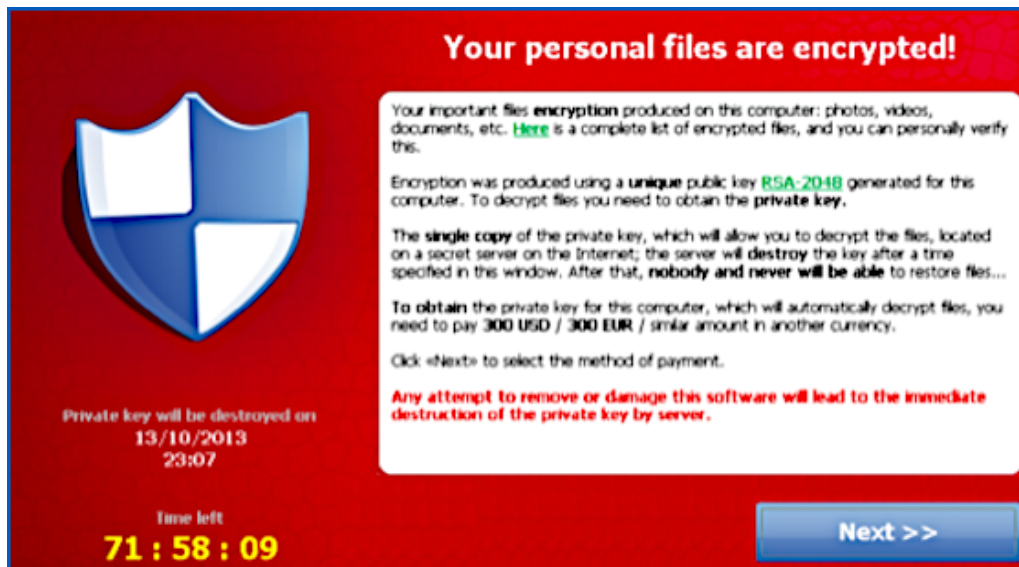 Your personal files are encrypted!
Your important files encryption produced on this computer: photos, videos,
documents, etc. Here is a complete list of encrypted files, and you can personally verify
this.
Encryption was produced using a unique public key RSA-2048 generated for this
computer. To decrypt files you need to obtain the private key.
The single copy of the private key, which will allow you to decrypt the files, located
on a secret server on the Internet; the server will destroy the key after a time
specified in this window. After that, nobody and never will be able to restore files...
To obtain the private key for this computer, which will automatically decrypt files, you
need to pay 300 USD / 300 EUR / similar amount in another currency.
Click «Next» to select the method of payment.
Any attempt to remove or damage this software will lead to the immediate
destruction of the private key by server.
Private key will be destroyed on
13/10/2013
23:07
Time left
71 : 58 : 09
Next >>